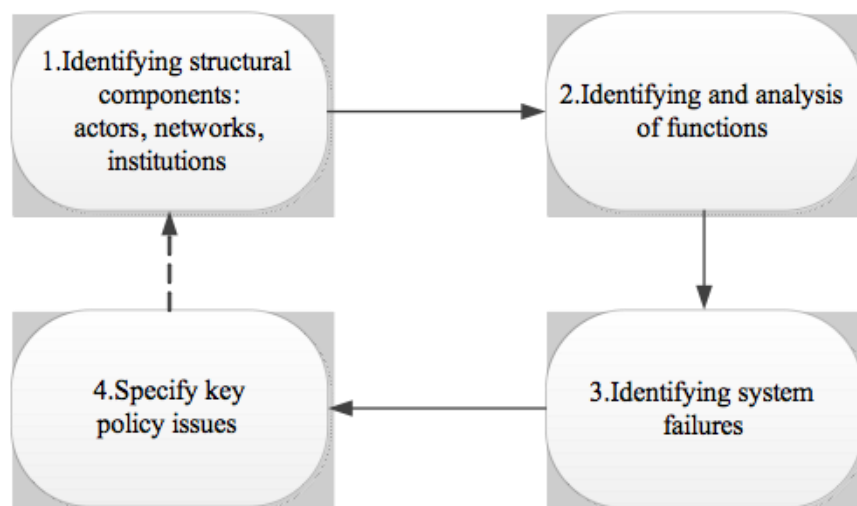 1.Identifying structural
components:
actors, networks,
institutions
2.Identifying and analysis
of functions
4.Specify key
policy issues
3.Identifying system
failures